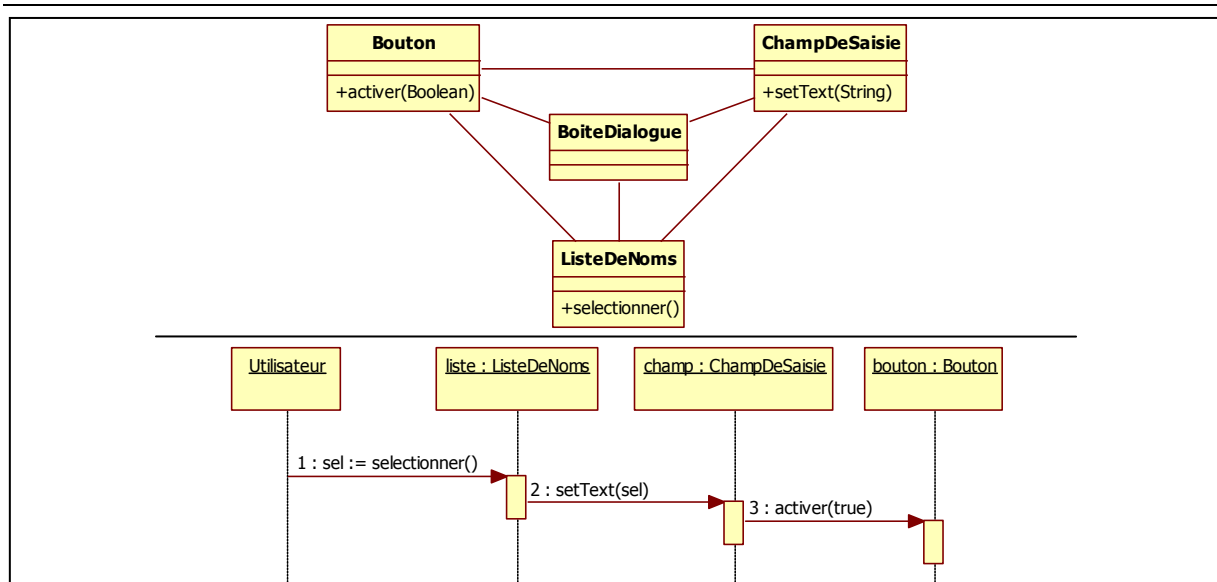 Bouton
+activer(Boolean)
ChampDeSaisie
+setText(String)
BoiteDialogue
ListeDeNoms
+selectionner()
Utilisateur
liste : ListeDeNoms
champ : ChampDeSaisie
bouton : Bouton
1 : sel := selectionner()
2 : setText(sel)
3 : activer(true)